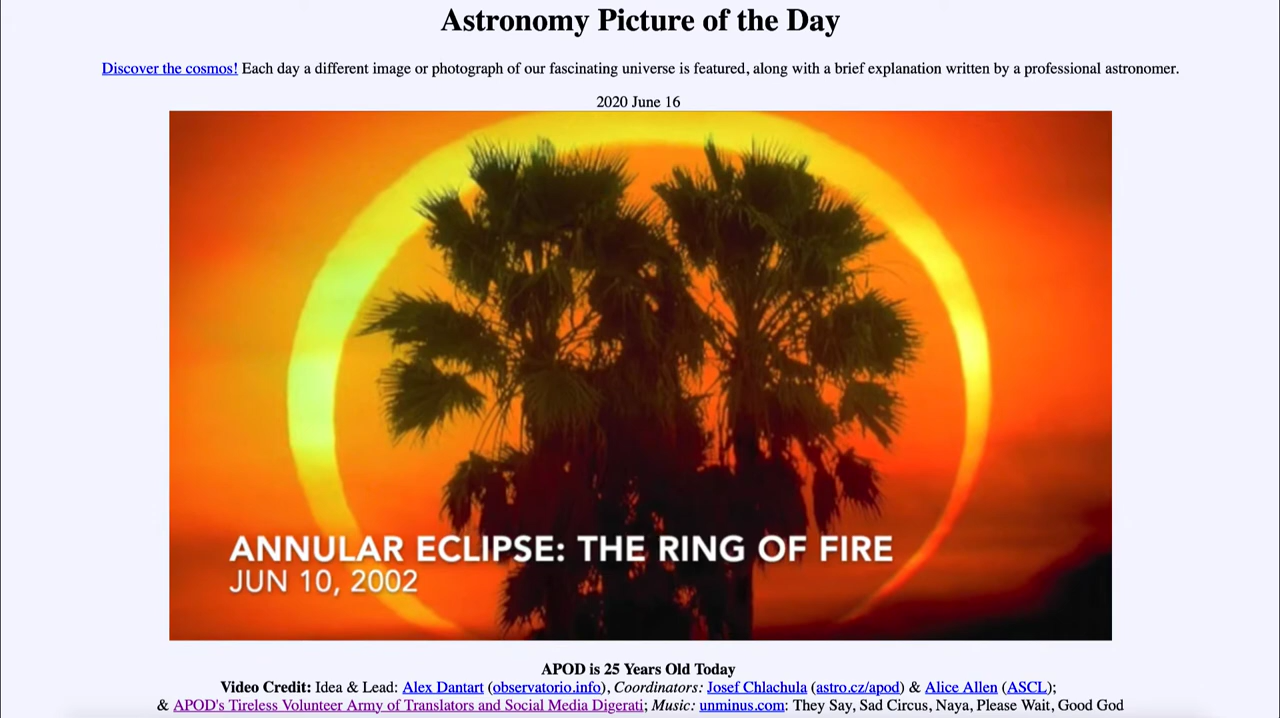 Astronomy Picture of the Day
Discover the cosmos! Each day a different image or photograph of our fascinating universe is featured, along with a brief explanation written by a professional astronomer.
2020 June 16
ANNULAR ECLIPSE: THE RING OF FIRE
JUN 10, 2002
APOD is 25 Years Old Today
Video Credit: Idea & Lead: Alex Dantart (observatorio.info), Coordinators: Josef Chlachula (astro.cz/apod) & Alice Allen (ASCL);
& APOD's Tireless Volunteer Army of Translators and Social Media Digerati; Music: unminus.com: They Say, Sad Circus, Naya, Please Wait, Good God